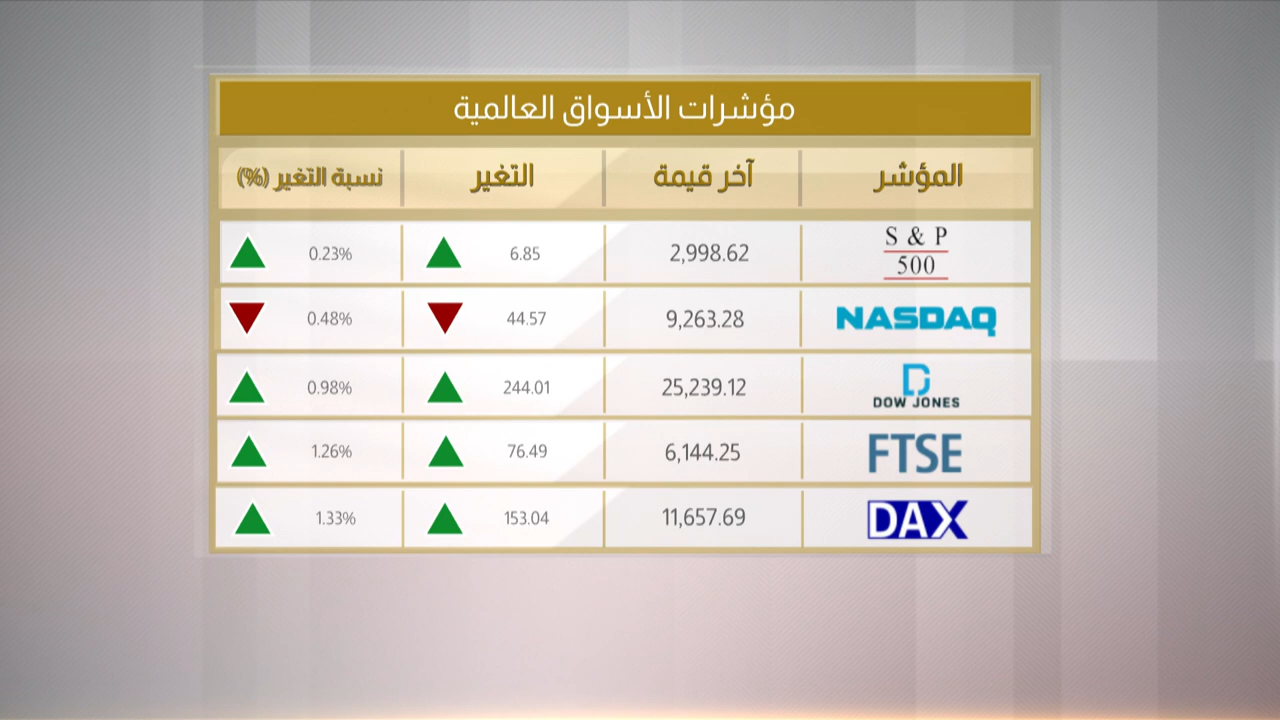 مؤشرات الأسواق العالمية
المؤشر آخر قيمة التغير نسبة التغير (%)
S & P
500 2,998.62 6.85 0.23%
NASDAQ 9,263.28 44.57 0.48%
DOW JONES 25,239.12 244.01 0.98%
FTSE 6,144.25 76.49 1.26%
DAX 11,657.69 153.04 1.33%